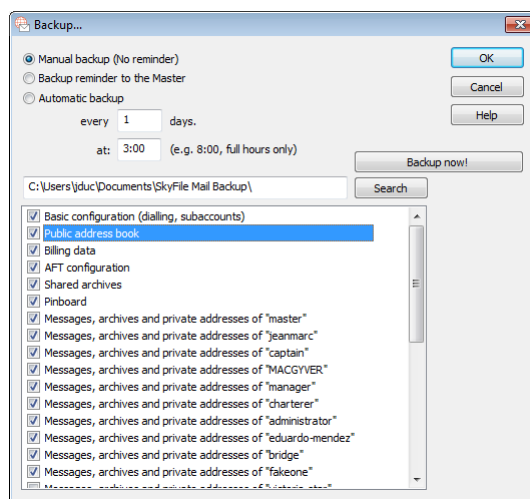 Backup...
Manual backup (No reminder)
Backup reminder to the Master
Automatic backup
every 1 days.
at: 3:00 (e.g. 8:00, full hours only)
OK
Cancel
Help
Backup now!
C:\Users\jduc\Documents\SkyFile Mail Backup\
Search
Basic configuration (dialling, subaccounts)
Public address book
Billing data
AFT configuration
Shared archives
Pinboard
Messages, archives and private addresses of "master"
Messages, archives and private addresses of "jeanmarc"
Messages, archives and private addresses of "captain"
Messages, archives and private addresses of "MACGYVER"
Messages, archives and private addresses of "manager"
Messages, archives and private addresses of "charterer"
Messages, archives and private addresses of "administrator"
Messages, archives and private addresses of "eduardo-mendez"
Messages, archives and private addresses of "bridge"
Messages, archives and private addresses of "fakeone"
Messages, archives and private addresses of